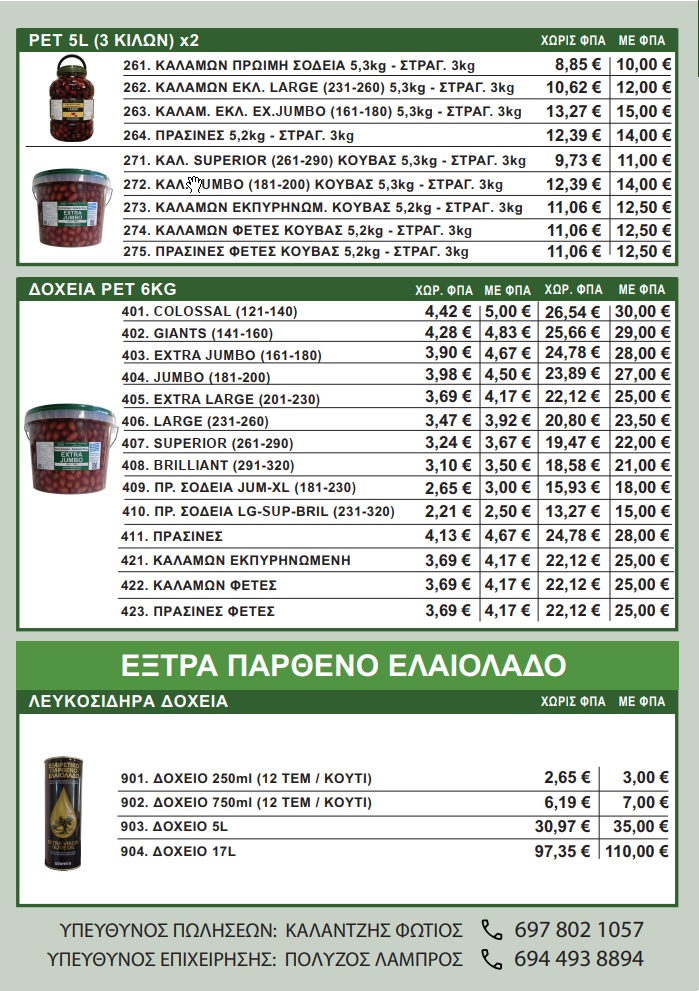 PET 5L (3 ΚΙΛΩΝ) x2 ΧΩΡΙΣ ΦΠΑ ΜΕ ΦΠΑ
261. ΚΑΛΑΜΩΝ ΠΡΩΙΜΗ ΣΟΔΕΙΑ 5,3kg - ΣΤΡΑΓ. 3kg 8,85 € 10,00 €
262. ΚΑΛΑΜΩΝ ΕΚΛ. LARGE (231-260) 5,3kg - ΣΤΡΑΓ. 3kg 10,62 € 12,00 €
263. ΚΑΛΑΜ. ΕΚΛ. EX.JUMBO (161-180) 5,3kg - ΣΤΡΑΓ. 3kg 13,27 € 15,00 €
264. ΠΡΑΣΙΝΕΣ 5,2kg - ΣΤΡΑΓ. 3kg 12,39 € 14,00 €
271. ΚΑΛ. SUPERIOR (261-290) ΚΟΥΒΑΣ 5,3kg - ΣΤΡΑΓ. 3kg 9,73 € 11,00 €
272. ΚΑΛ. JUMBO (181-200) ΚΟΥΒΑΣ 5,3kg - ΣΤΡΑΓ. 3kg 12,39 € 14,00 €
273. ΚΑΛΑΜΩΝ ΕΚΠΥΡΗΝΩΜ. ΚΟΥΒΑΣ 5,2kg - ΣΤΡΑΓ. 3kg 11,06 € 12,50 €
274. ΚΑΛΑΜΩΝ ΦΕΤΕΣ ΚΟΥΒΑΣ 5,2kg - ΣΤΡΑΓ. 3kg 11,06 € 12,50 €
275. ΠΡΑΣΙΝΕΣ ΦΕΤΕΣ ΚΟΥΒΑΣ 5,2kg - ΣΤΡΑΓ. 3kg 11,06 € 12,50 €
LARGE
EXTRA
JUMBO
ΔΟΧΕΙΑ PET 6KG ΧΩΡ. ΦΠΑ ΜΕ ΦΠΑ ΧΩΡ. ΦΠΑ ΜΕ ΦΠΑ
401. COLOSSAL (121-140) 4,42 € 5,00 € 26,54 € 30,00 €
402. GIANTS (141-160) 4,28 € 4,83 € 25,66 € 29,00 €
403. EXTRA JUMBO (161-180) 3,90 € 4,67 € 24,78 € 28,00 €
404. JUMBO (181-200) 3,98 € 4,50 € 23,89 € 27,00 €
405. EXTRA LARGE (201-230) 3,69 € 4,17 € 22,12 € 25,00 €
406. LARGE (231-260) 3,47 € 3,92 € 20,80 € 23,50 €
407. SUPERIOR (261-290) 3,24 € 3,67 € 19,47 € 22,00 €
408. BRILLIANT (291-320) 3,10 € 3,50 € 18,58 € 21,00 €
409. ΠΡ. ΣΟΔΕΙΑ JUM-XL (181-230) 2,65 € 3,00 € 15,93 € 18,00 €
410. ΠΡ. ΣΟΔΕΙΑ LG-SUP-BRIL (231-320) 2,21 € 2,50 € 13,27 € 15,00 €
411. ΠΡΑΣΙΝΕΣ 4,13 € 4,67 € 24,78 € 28,00 €
421. ΚΑΛΑΜΩΝ ΕΚΠΥΡΗΝΩΜΕΝΗ 3,69 € 4,17 € 22,12 € 25,00 €
422. ΚΑΛΑΜΩΝ ΦΕΤΕΣ 3,69 € 4,17 € 22,12 € 25,00 €
423. ΠΡΑΣΙΝΕΣ ΦΕΤΕΣ 3,69 € 4,17 € 22,12 € 25,00 €
EXTRA
JUMBO
ΕΞΤΡΑ ΠΑΡΘΕΝΟ ΕΛΑΙΟΛΑΔΟ
ΛΕΥΚΟΣΙΔΗΡΑ ΔΟΧΕΙΑ ΧΩΡΙΣ ΦΠΑ ΜΕ ΦΠΑ
901. ΔΟΧΕΙΟ 250ml (12 ΤΕΜ / ΚΟΥΤΙ) 2,65 € 3,00 €
902. ΔΟΧΕΙΟ 750ml (12 ΤΕΜ / ΚΟΥΤΙ) 6,19 € 7,00 €
903. ΔΟΧΕΙΟ 5L 30,97 € 35,00 €
904. ΔΟΧΕΙΟ 17L 97,35 € 110,00 €
ΕΞΑΙΡΕΤΙΚΟ
ΠΑΡΘΕΝΟ
ΕΛΑΙΟΛΑΔΟ
EXTRA VIRGIN
OLIVE OIL
ΥΠΕΥΘΥΝΟΣ ΠΩΛΗΣΕΩΝ: ΚΑΛΑΝΤΖΗΣ ΦΩΤΙΟΣ 697 802 1057
ΥΠΕΥΘΥΝΟΣ ΕΠΙΧΕΙΡΗΣΗΣ: ΠΟΛΥΖΟΣ ΛΑΜΠΡΟΣ 694 493 8894